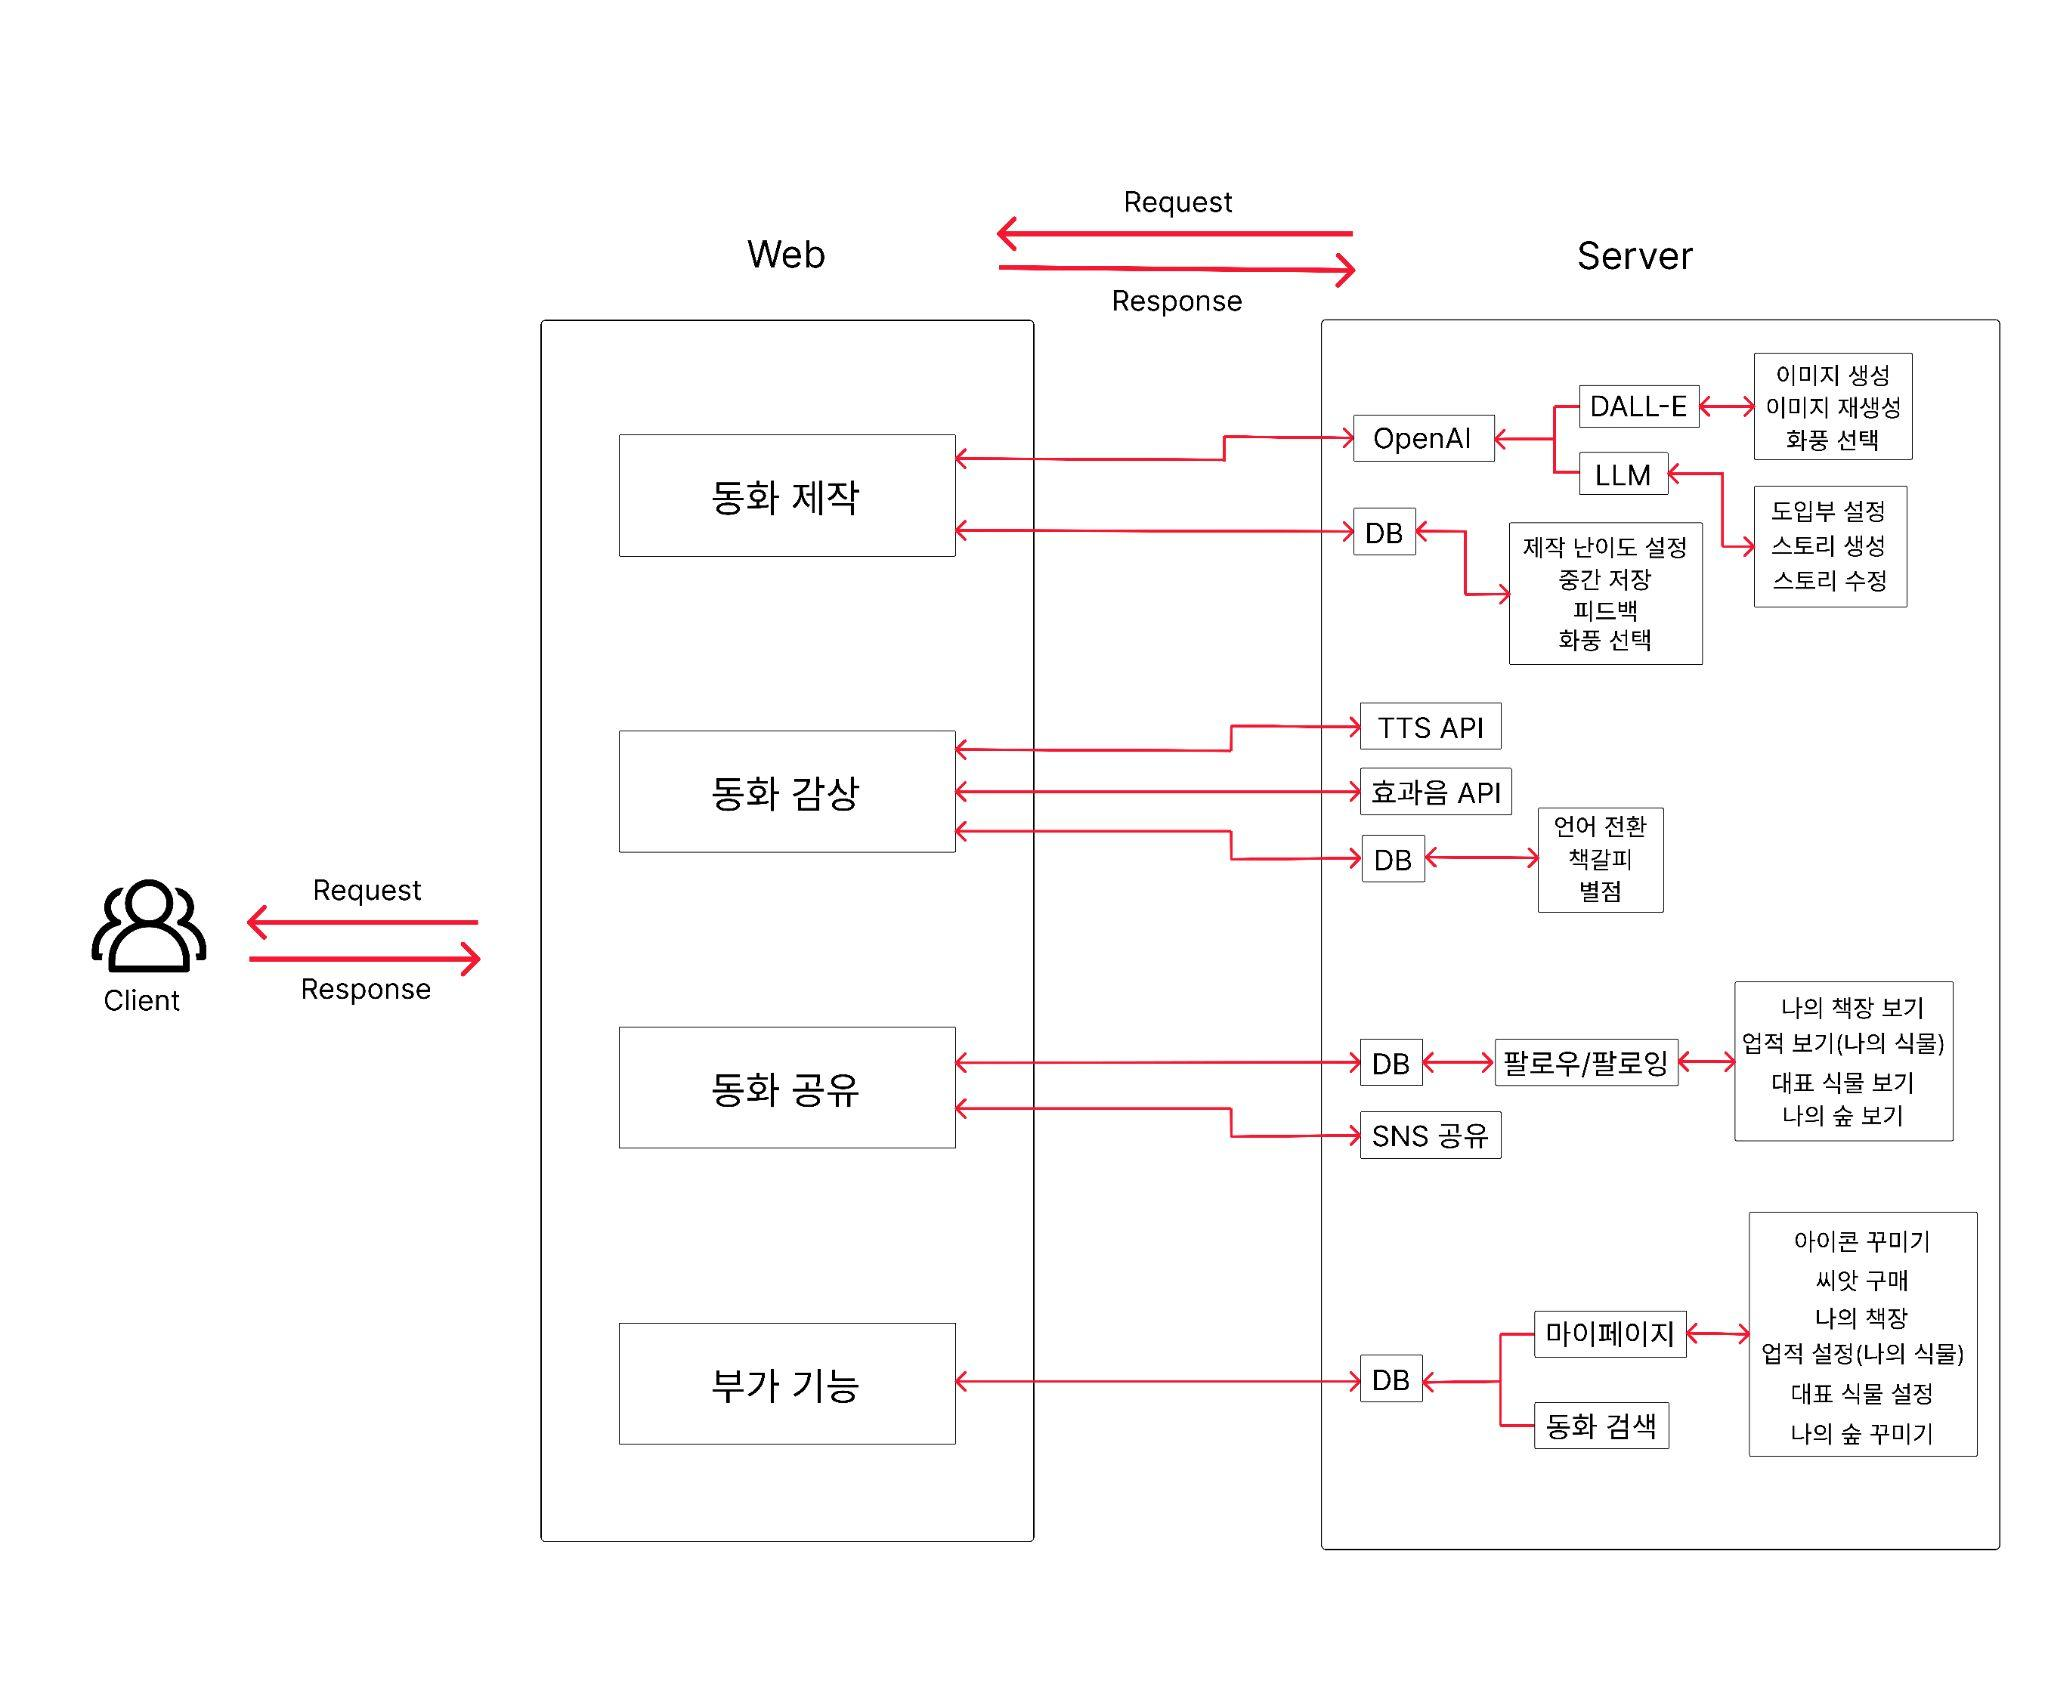 Request
Web
Server
Response
동화 제작
OpenAI
DALL-E
이미지 생성
이미지 재생성
화풍 선택
LLM
도입부 설정
스토리 생성
스토리 수정
DB
제작 난이도 설정
중간 저장
피드백
화풍 선택
동화 감상
TTS API
효과음 API
DB
언어 전환
책갈피
별점
Request
Response
Client
동화 공유
DB
팔로우/팔로잉
나의 책장 보기
업적 보기(나의 식물)
대표 식물 보기
나의 숲 보기
SNS 공유
부가 기능
DB
마이페이지
동화 검색
아이콘 꾸미기
씨앗 구매
나의 책장
업적 설정(나의 식물)
대표 식물 설정
나의 숲 꾸미기